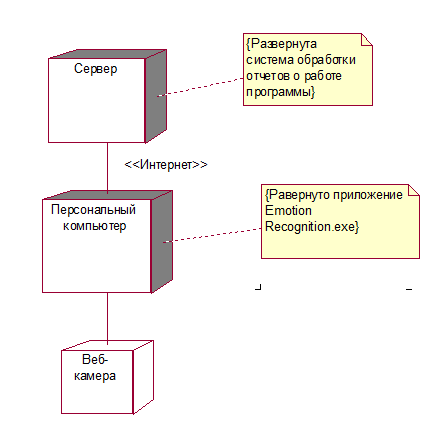 Сервер
{Развернута
система обработки
отчетов о работе
программы}
<<Интернет>>
Персональный
компьютер
{Равернуто приложение
Emotion
Recognition.exe}
Веб-
камера